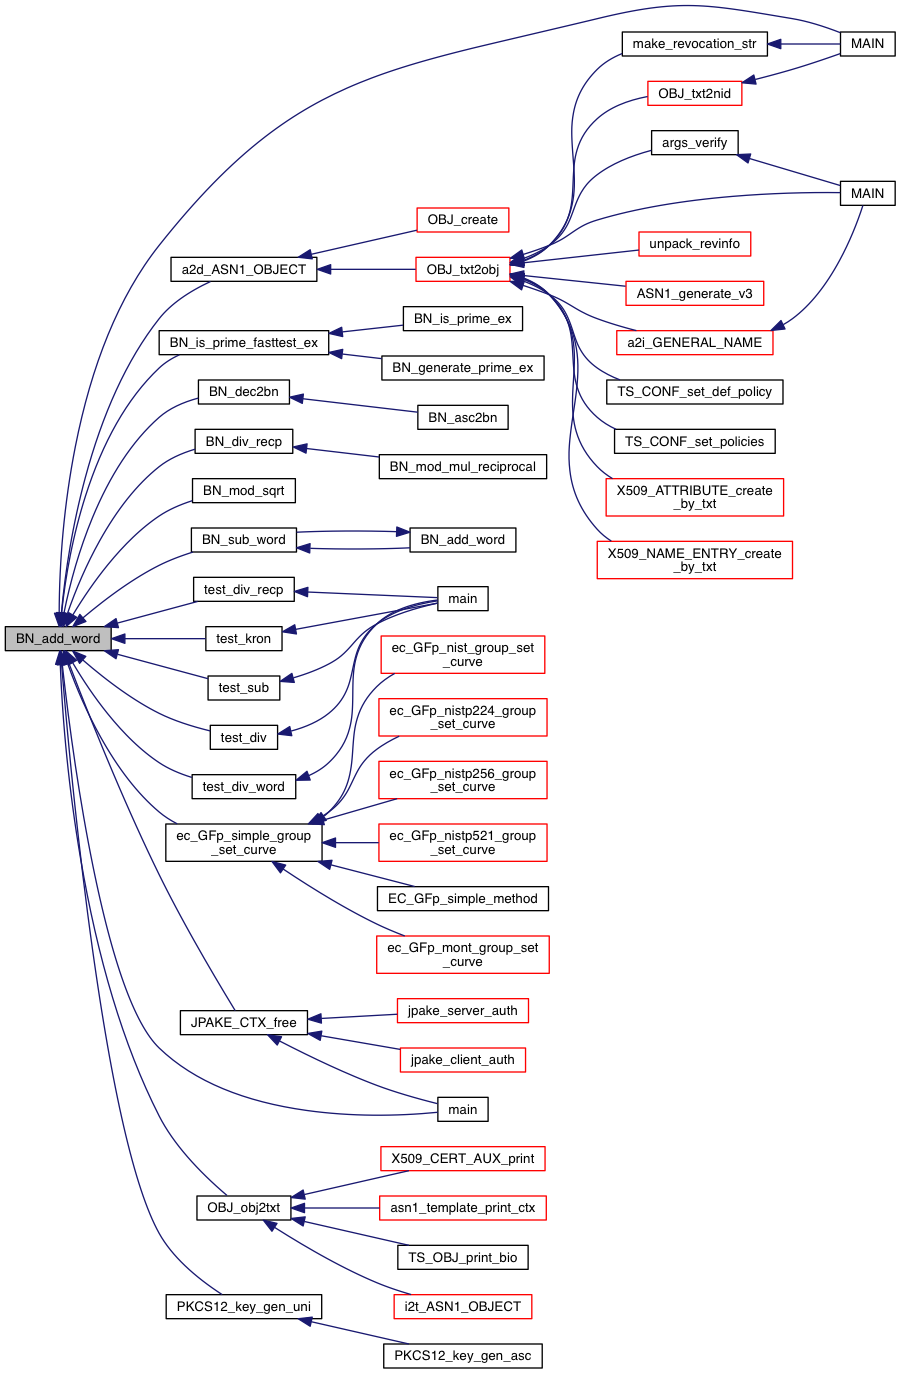 make_revocation_str
MAIN
OBJ_txt2nid
args_verify
MAIN
OBJ_create
unpack_revinfo
a2d_ASN1_OBJECT
OBJ_txt2obj
ASN1_generate_v3
BN_is_prime_ex
BN_is_prime_fasttest_ex
a2i_GENERAL_NAME
BN_generate_prime_ex
BN_dec2bn
TS_CONF_set_def_policy
BN_asc2bn
BN_div_recp
TS_CONF_set_policies
BN_mod_mul_reciprocal
BN_mod_sqrt
X509_ATTRIBUTE_create
_by_txt
BN_sub_word
BN_add_word
X509_NAME_ENTRY_create
_by_txt
test_div_recp
main
BN_add_word
test_kron
ec_GFp_nist_group_set
_curve
test_sub
ec_GFp_nistp224_group
_set_curve
test_div
ec_GFp_nistp256_group
_set_curve
test_div_word
ec_GFp_simple_group
_set_curve
ec_GFp_nistp521_group
_set_curve
EC_GFp_simple_method
ec_GFp_mont_group_set
_curve
jpake_server_auth
JPAKE_CTX_free
jpake_client_auth
main
X509_CERT_AUX_print
OBJ_obj2txt
asn1_template_print_ctx
TS_OBJ_print_bio
i2t_ASN1_OBJECT
PKCS12_key_gen_uni
PKCS12_key_gen_asc